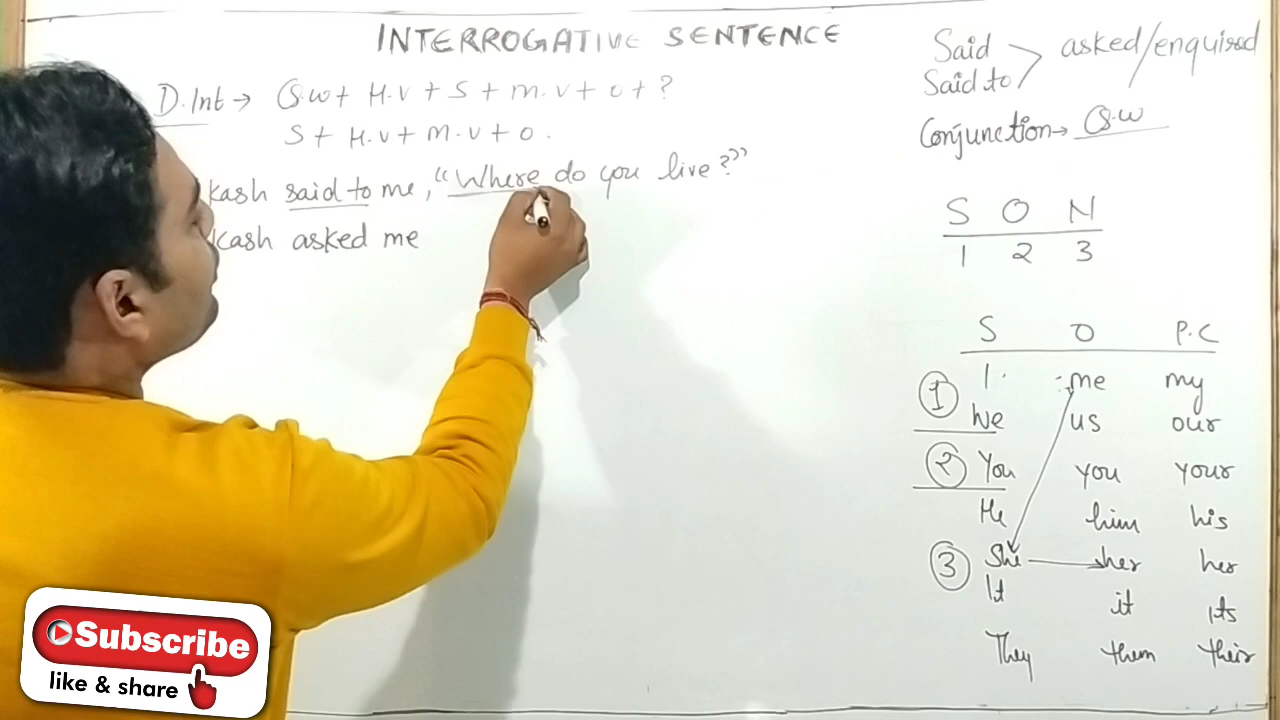 INTERROGATIVE SENTENCE
D.Int → Q.W + H.V + S + M.V + O + ?
S + H.V + M.V + O .
kash said to me, "Where do you live?"
kash asked me
Said
Said to
asked/enquired
Conjunction → Q.W
S O N
1 2 3
S O P.C
1 I me my
We us our
2 You you your
He him his
3 She her her
It it its
They them their
Subscribe
like & share